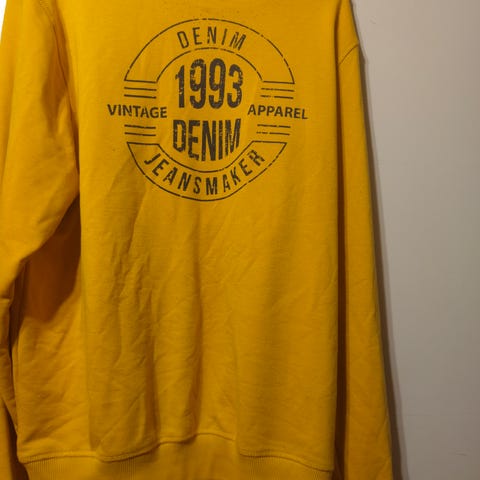 DENIM
1993
VINTAGE APPAREL
DENIM
JEANSMAKER